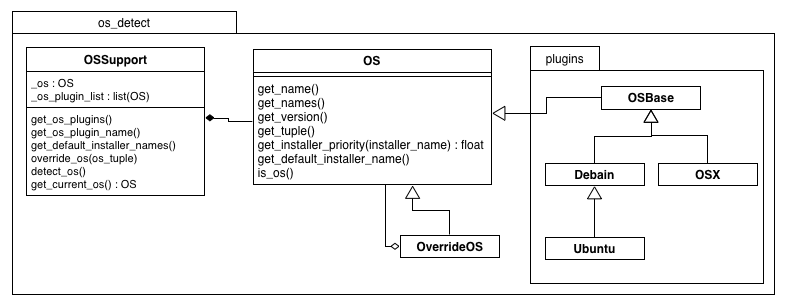 os_detect
OSSupport
_os : OS
_os_plugin_list : list(OS)
get_os_plugins()
get_os_plugin_name()
get_default_installer_names()
override_os(os_tuple)
detect_os()
get_current_os() : OS
OS
get_name()
get_names()
get_version()
get_tuple()
get_installer_priority(installer_name) : float
get_default_installer_name()
is_os()
OverrideOS
plugins
OSBase
Debain
OSX
Ubuntu